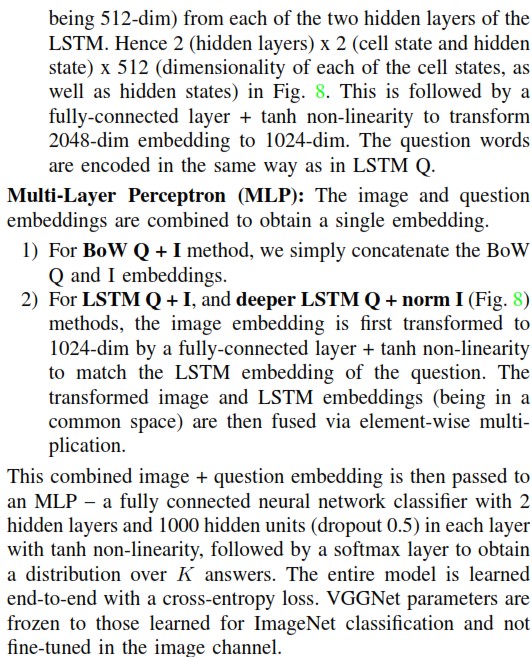 being 512-dim) from each of the two hidden layers of the
LSTM. Hence 2 (hidden layers) x 2 (cell state and hidden
state) x 512 (dimensionality of each of the cell states, as
well as hidden states) in Fig. 8. This is followed by a
fully-connected layer + tanh non-linearity to transform
2048-dim embedding to 1024-dim. The question words
are encoded in the same way as in LSTM Q.
Multi-Layer Perceptron (MLP): The image and question
embeddings are combined to obtain a single embedding.
1) For BoW Q + I method, we simply concatenate the BoW
Q and I embeddings.
2) For LSTM Q + I, and deeper LSTM Q + norm I (Fig. 8)
methods, the image embedding is first transformed to
1024-dim by a fully-connected layer + tanh non-linearity
to match the LSTM embedding of the question. The
transformed image and LSTM embeddings (being in a
common space) are then fused via element-wise multi-
plication.
This combined image + question embedding is then passed to
an MLP – a fully connected neural network classifier with 2
hidden layers and 1000 hidden units (dropout 0.5) in each layer
with tanh non-linearity, followed by a softmax layer to obtain
a distribution over K answers. The entire model is learned
end-to-end with a cross-entropy loss. VGGNet parameters are
frozen to those learned for ImageNet classification and not
fine-tuned in the image channel.